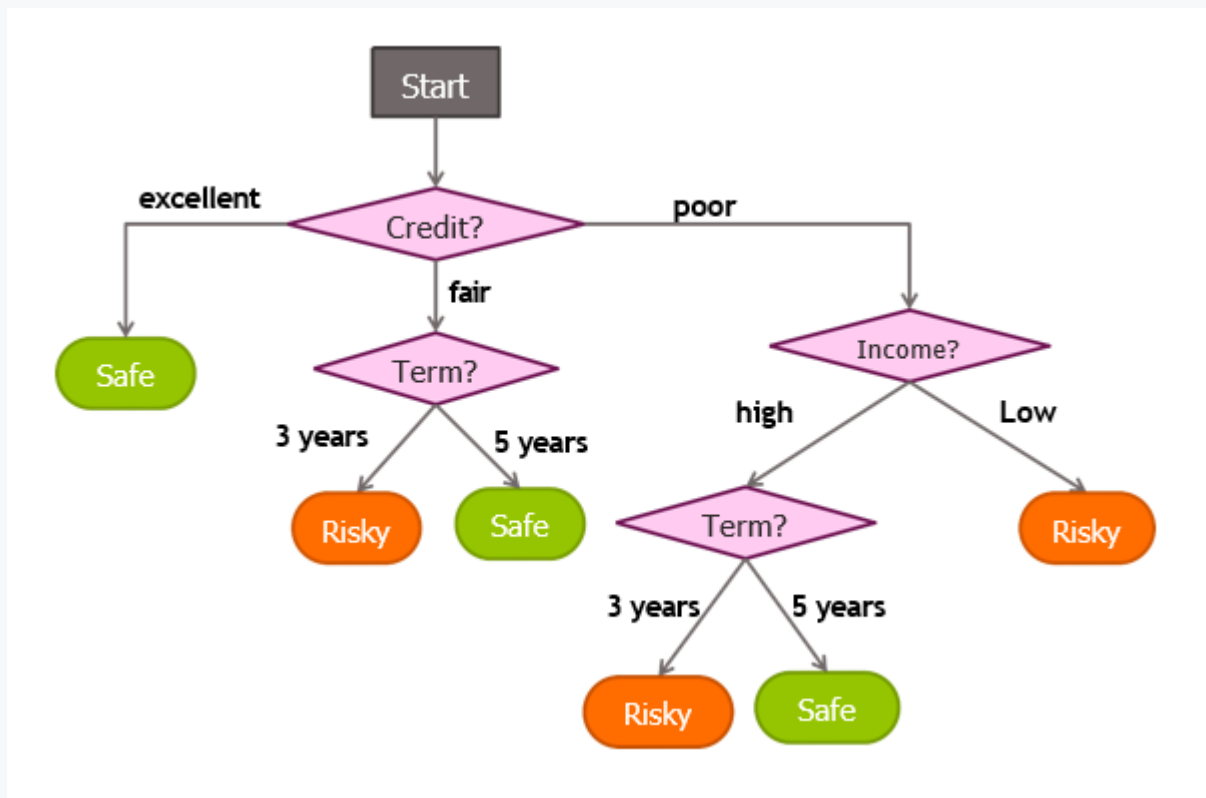 Start
excellent
poor
Credit?
fair
Income?
Safe
Term?
high
Low
3 years
5 years
Risky
Safe
Term?
Risky
3 years
5 years
Risky
Safe